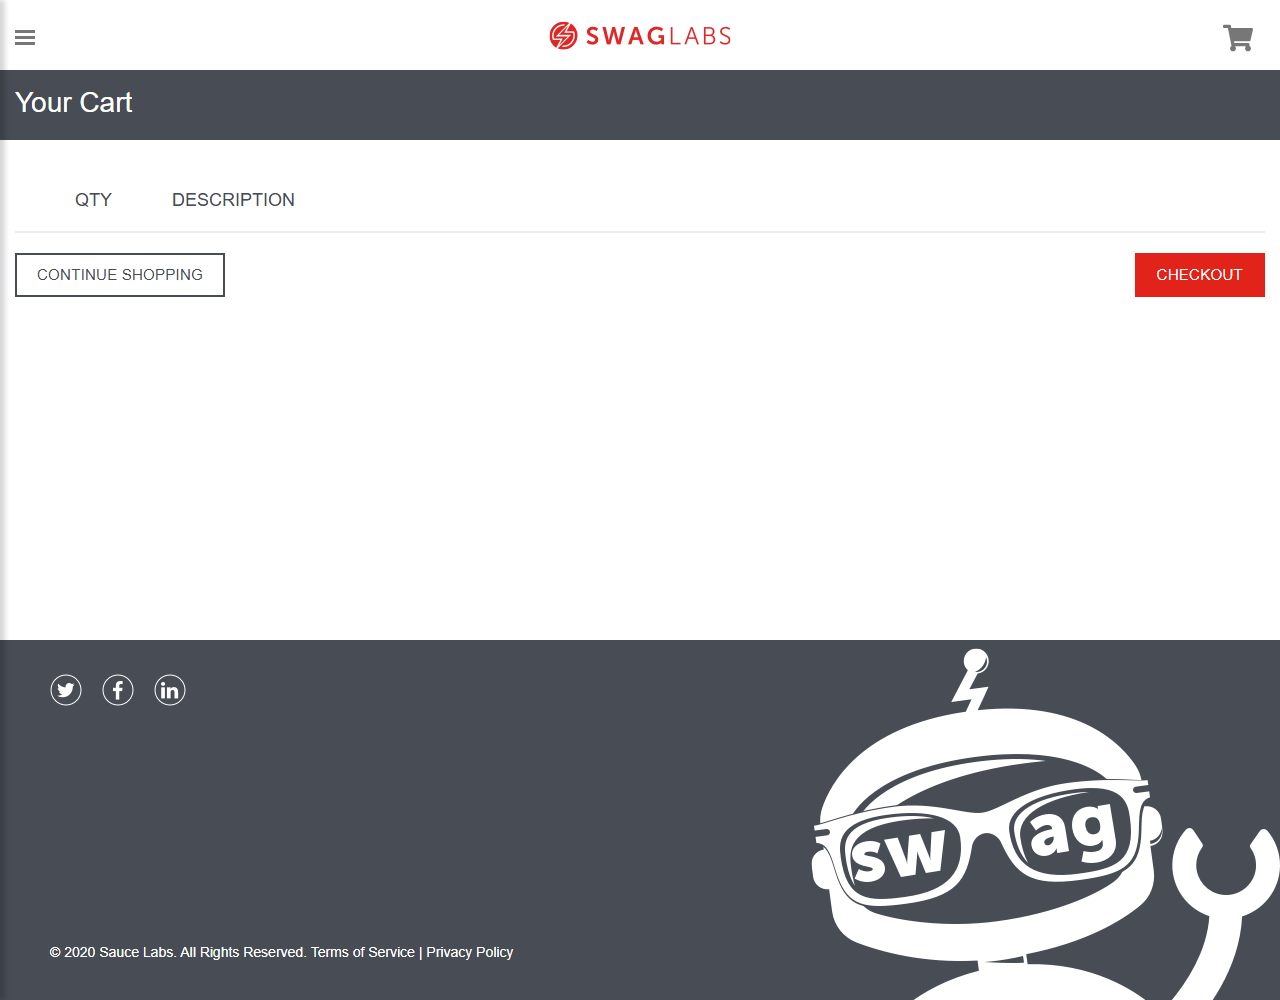 SWAGLABS
Your Cart
QTY DESCRIPTION
CONTINUE SHOPPING CHECKOUT
sw ag
© 2020 Sauce Labs. All Rights Reserved. Terms of Service | Privacy Policy